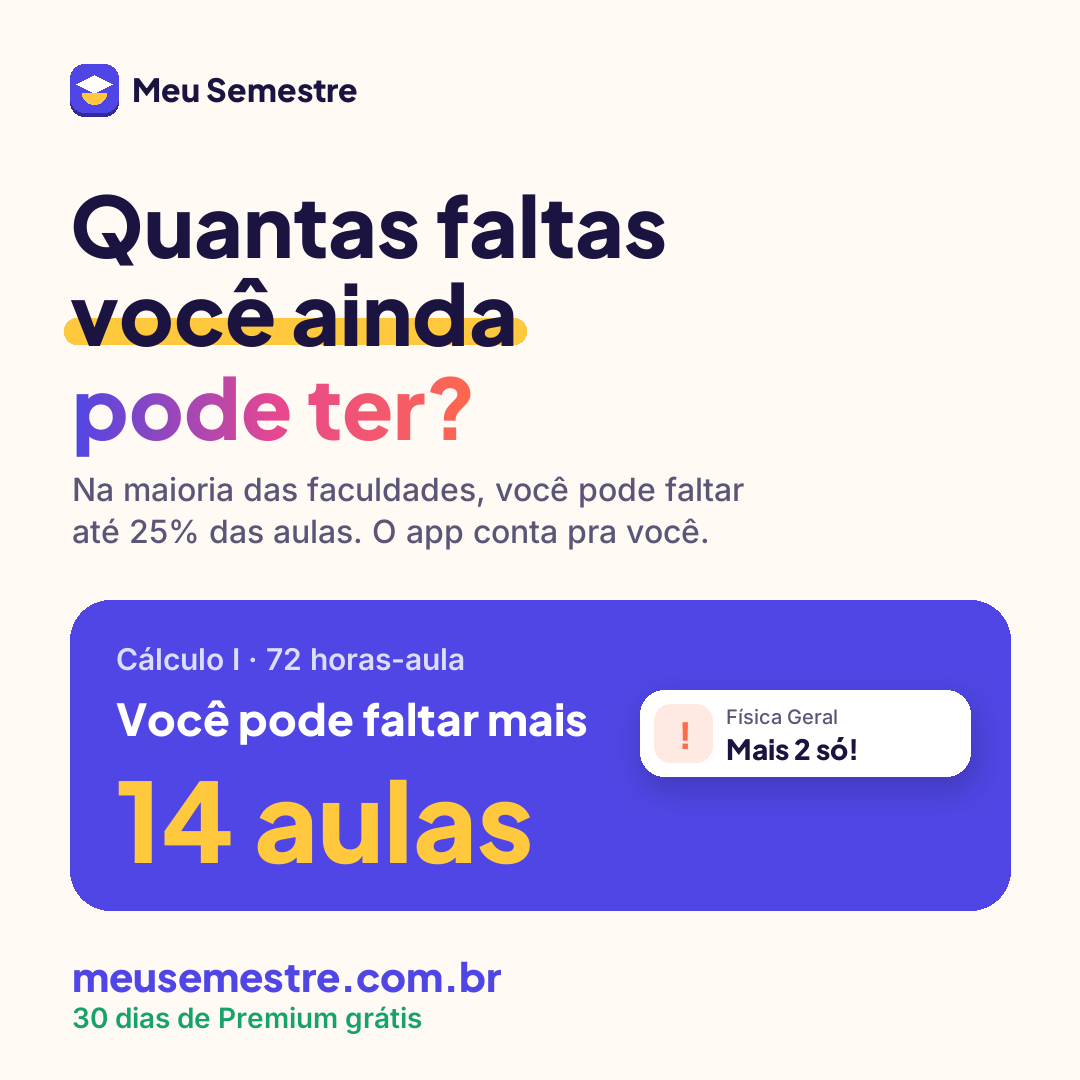 Meu Semestre
Quantas faltas
você ainda
pode ter?
Na maioria das faculdades, você pode faltar
até 25% das aulas. O app conta pra você.
Cálculo I · 72 horas-aula
Você pode faltar mais
14 aulas
!
Física Geral
Mais 2 só!
meusemestre.com.br
30 dias de Premium grátis